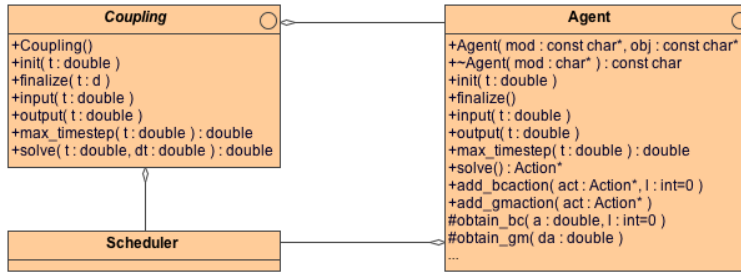 Coupling
+Coupling()
+init( t : double )
+finalize( t : d )
+input( t : double )
+output( t : double )
+max_timestep( t : double ) : double
+solve( t : double, dt : double ) : double
Agent
+Agent( mod : const char*, obj : const char*
+~Agent( mod : char* ) : const char
+init( t : double )
+finalize()
+input( t : double )
+output( t : double )
+max_timestep( t : double ) : double
+solve() : Action*
+add_bcaction( act : Action*, l : int=0 )
+add_gmaction( act : Action* )
#obtain_bc( a : double, l : int=0 )
#obtain_gm( da : double )
...
Scheduler